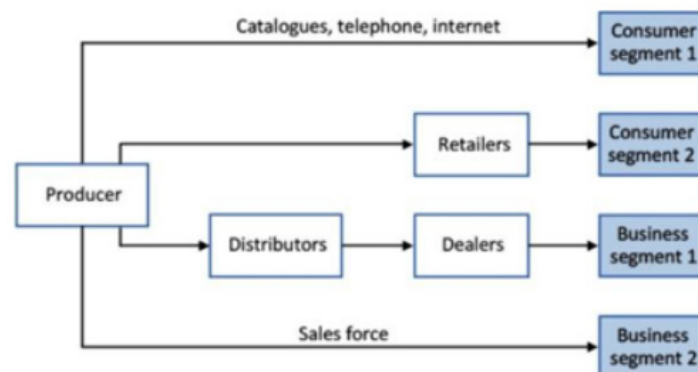 Catalogues, telephone, internet
Consumer
segment 1
Retailers
Consumer
segment 2
Producer
Distributors
Dealers
Business
segment 1
Sales force
Business
segment 2